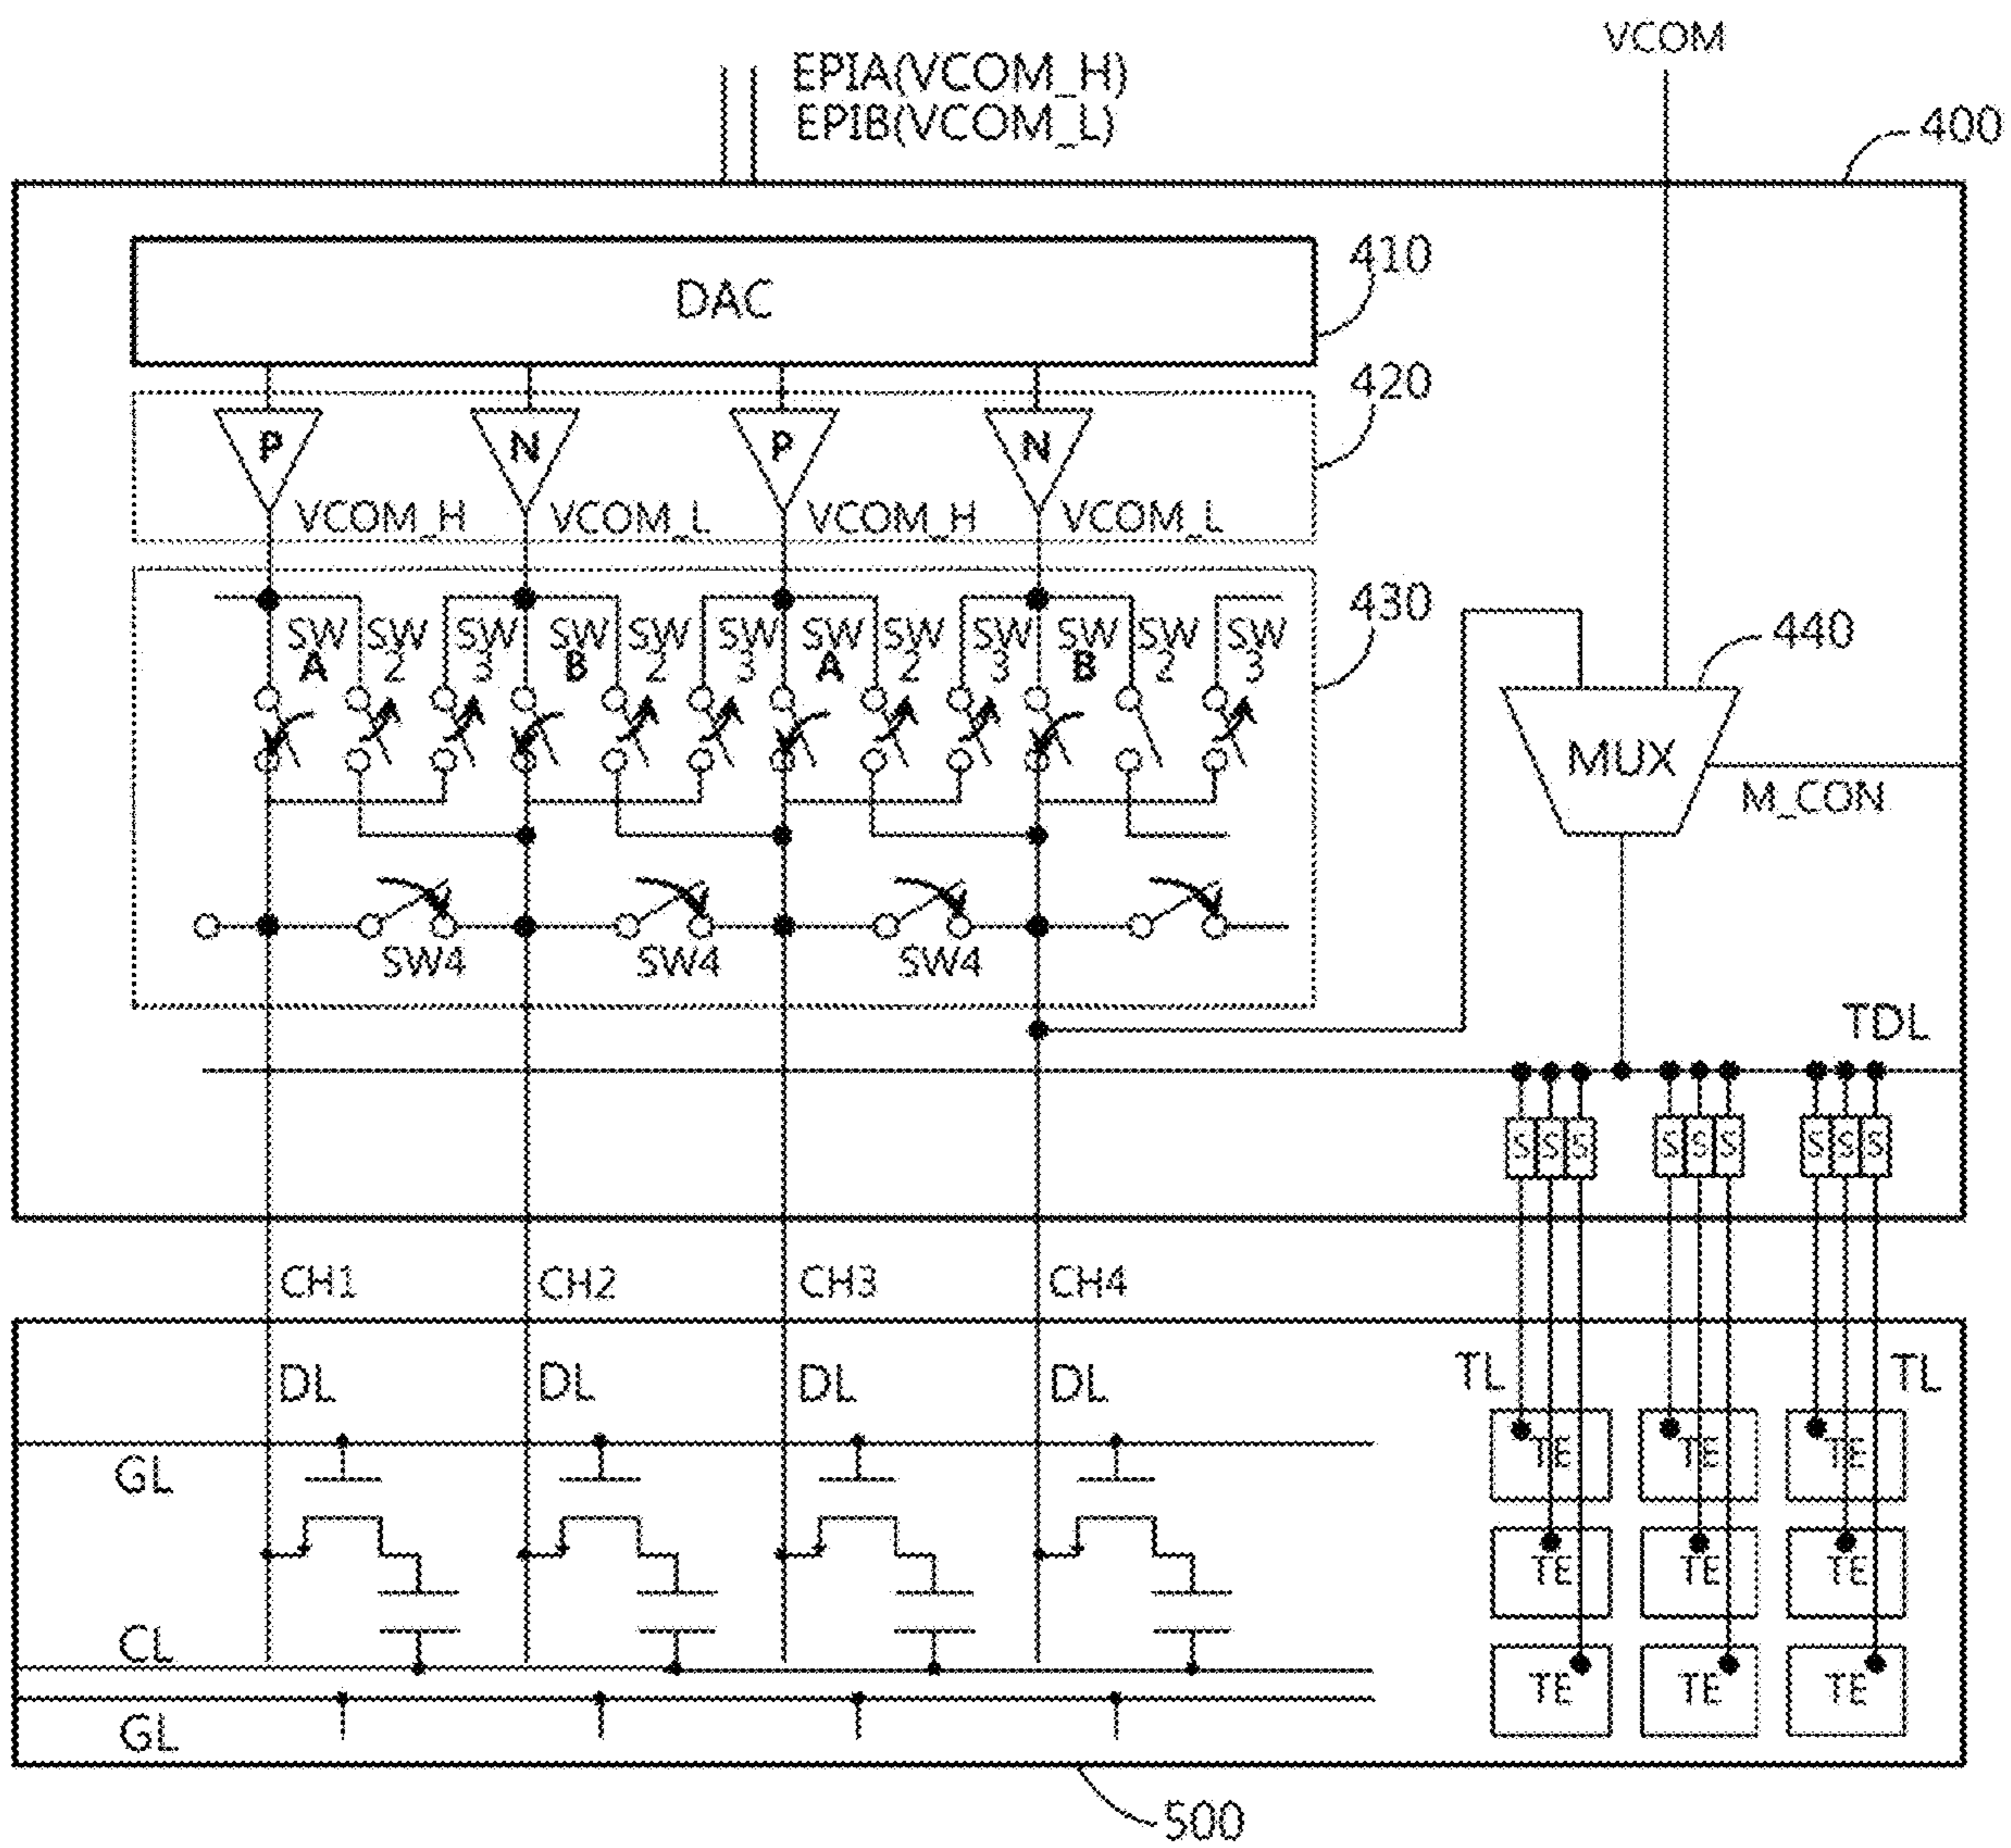 VCOM
EPIA(VCOM_H)
EPIB(VCOM_L)
400
410
DAC
420
P N P N
VCOM_H VCOM_L VCOM_H VCOM_L
430
SW SW SW SW SW SW SW SW SW SW SW SW
A 2 3 B 2 3 A 2 3 B 2 3
440
MUX
M_CON
SW4 SW4 SW4
TDL
S S S S S S S S S
CH1 CH2 CH3 CH4
DL DL DL DL TL TL
GL
TE TE TE
TE TE TE
CL
TE TE TE
GL
500